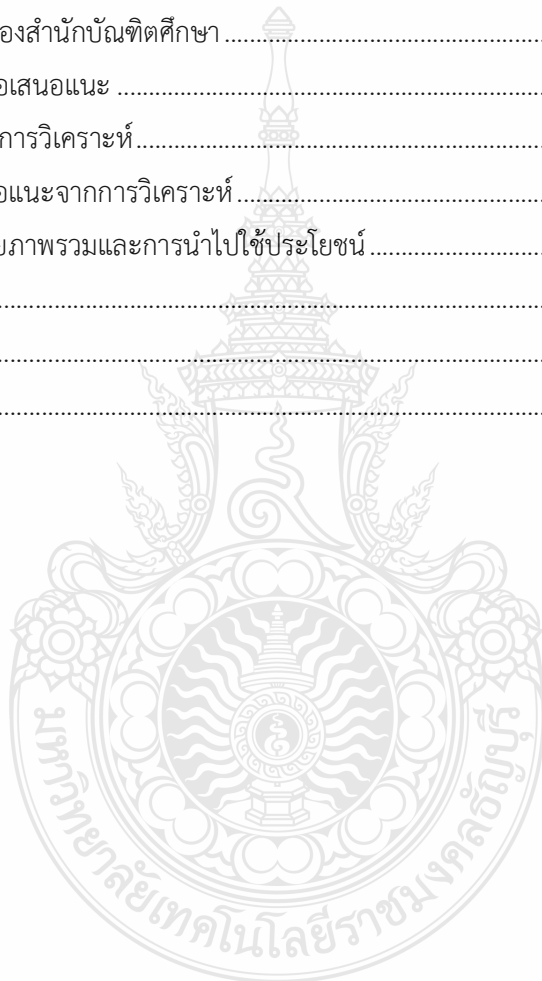 องสำนักบัณฑิตศึกษา ........................................................
อเสนอแนะ ........................................................................
การวิเคราะห์ .....................................................................
อแนะจากการวิเคราะห์ ......................................................
ยภาพรวมและการนำไปใช้ประโยชน์ ...................................
..........................................................................................
..........................................................................................
..........................................................................................
มหาวิทยาลัยเทคโนโลยีราชมงคลธัญบุรี